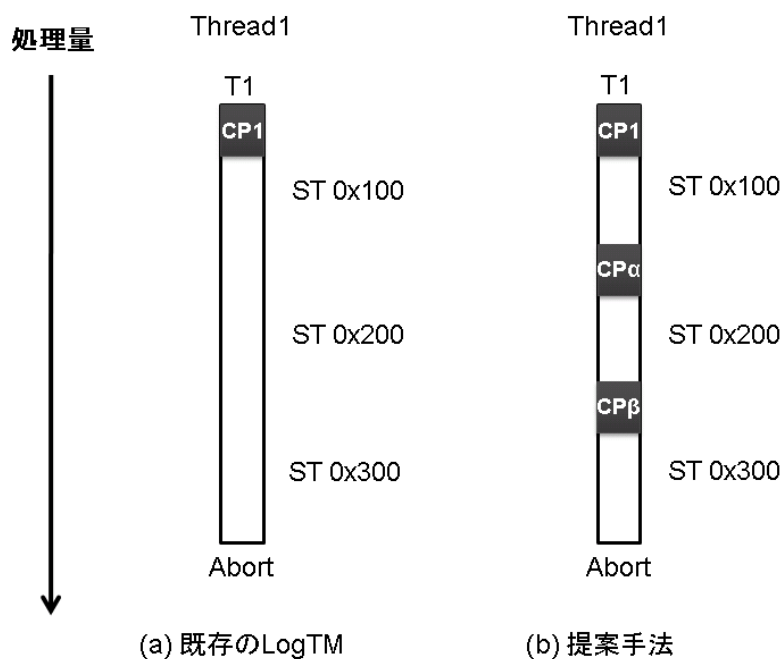 処理量
Thread1
T1
CP1
ST 0x100
ST 0x200
ST 0x300
Abort
(a) 既存のLogTM
Thread1
T1
CP1
ST 0x100
CPα
ST 0x200
CPβ
ST 0x300
Abort
(b) 提案手法